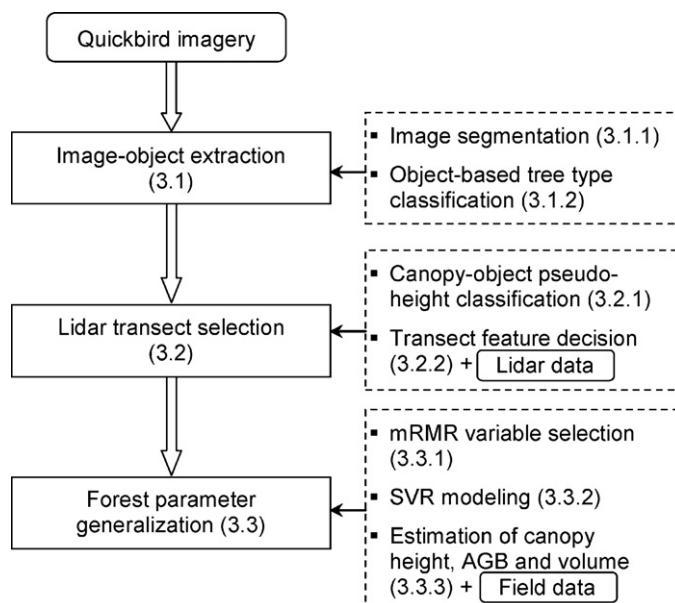 Quickbird imagery
Image-object extraction
(3.1)
▪ Image segmentation (3.1.1)
▪ Object-based tree type
classification (3.1.2)
Lidar transect selection
(3.2)
▪ Canopy-object pseudo-
height classification (3.2.1)
▪ Transect feature decision
(3.2.2) + Lidar data
Forest parameter
generalization (3.3)
▪ mRMR variable selection
(3.3.1)
▪ SVR modeling (3.3.2)
▪ Estimation of canopy
height, AGB and volume
(3.3.3) + Field data